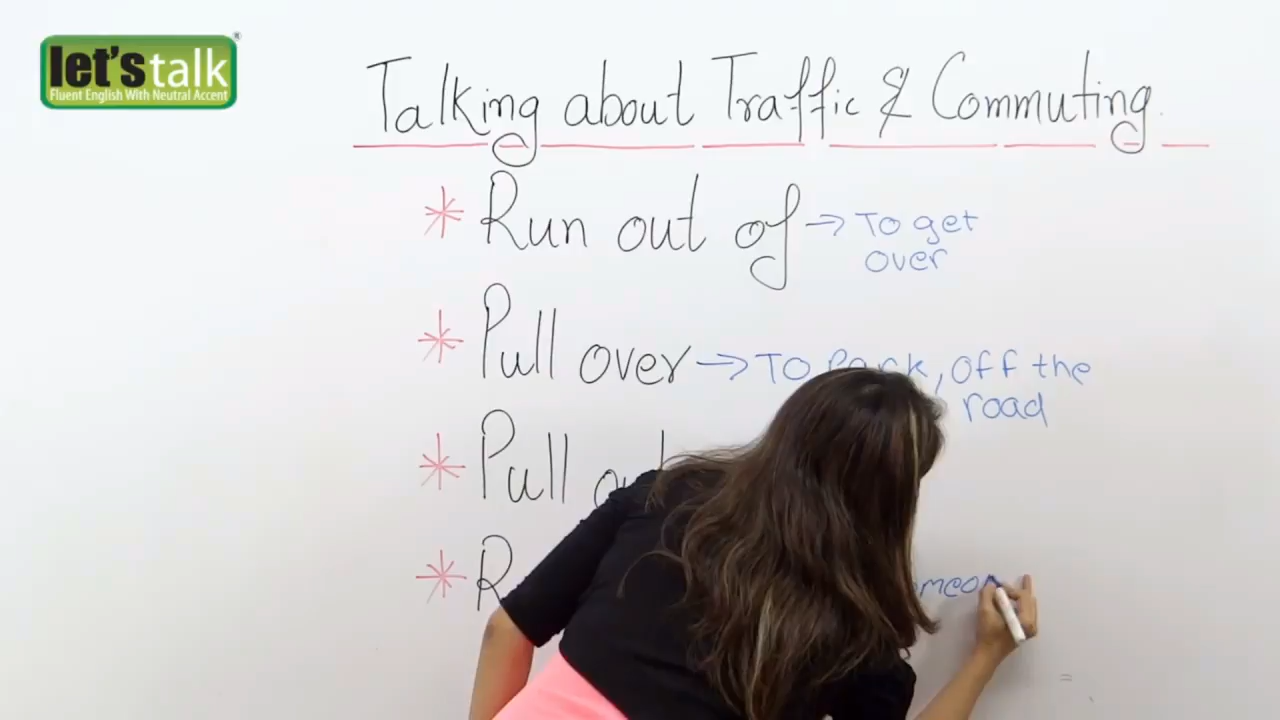 let's talk
Fluent English With Neutral Accent
Talking about Traffic & Commuting.
* Run out of → To get
over
* Pull over → To Park, off the
road
* Pull
*